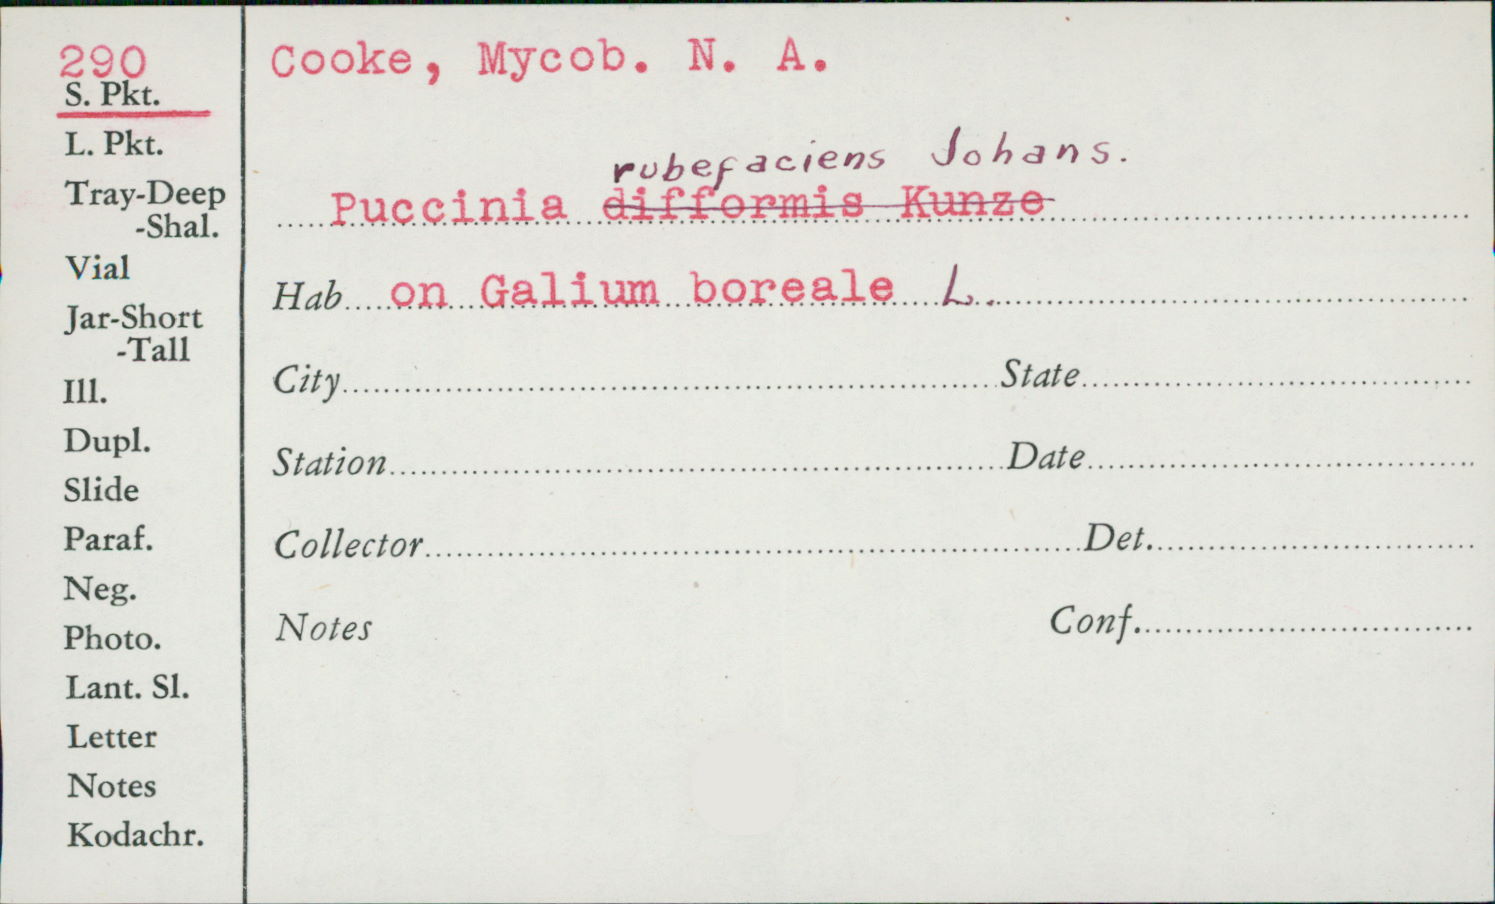 290
S. Pkt.
L. Pkt.
Tray-Deep
-Shal.
Vial
Jar-Short
-Tall
Ill.
Dupl.
Slide
Paraf.
Neg.
Photo.
Lant. Sl.
Letter
Notes
Kodachr.
Cooke, Mycob. N. A.
rubefaciens Johans.
Puccinia difformis Kunze
Hab on Galium boreale L.
City State
Station Date
Collector Det.
Notes Conf.